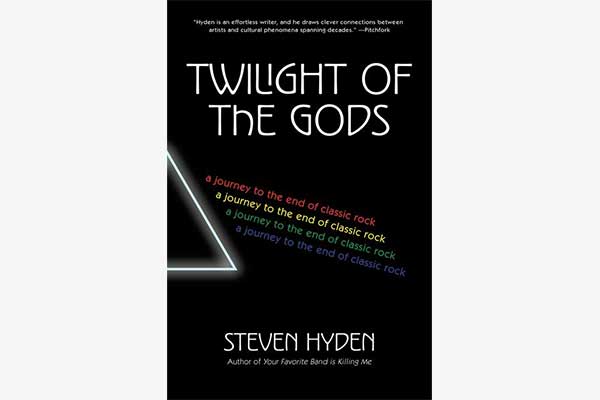 "Hyden is an effortless writer, and he draws clever connections between
artists and cultural phenomena spanning decades." —Pitchfork
TWILIGHT OF
ThE GODS
a journey to the end of classic rock
a journey to the end of classic rock
a journey to the end of classic rock
a journey to the end of classic rock
STEVEN HYDEN
Author of Your Favorite Band is Killing Me